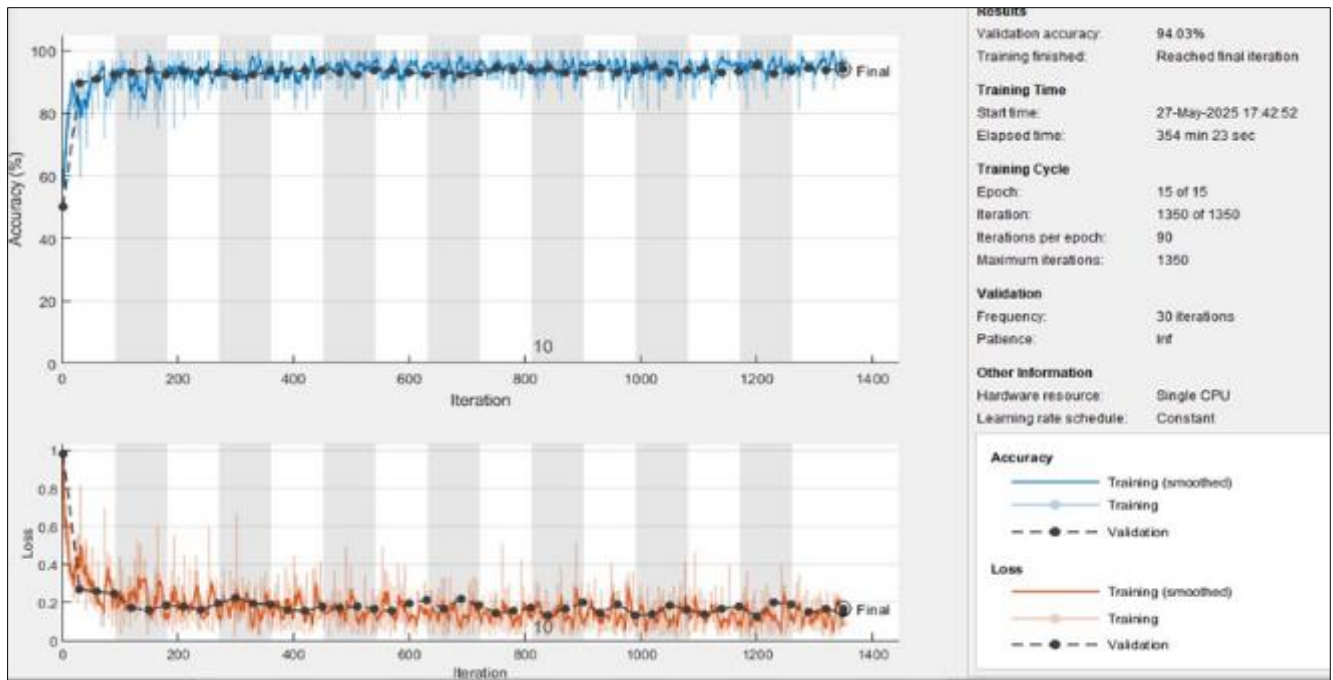 Results
Validation accuracy: 94.03%
Training finished: Reached final iteration
Training Time
Start time: 27-May-2025 17:42:52
Elapsed time: 354 min 23 sec
Training Cycle
Epoch: 15 of 15
Iteration: 1350 of 1350
Iterations per epoch: 90
Maximum iterations: 1350
Validation
Frequency: 30 iterations
Patience: Inf
Other Information
Hardware resource: Single CPU
Learning rate schedule: Constant
Accuracy
Training (smoothed)
Training
Validation
Loss
Training (smoothed)
Training
Validation
Accuracy (%)
100
80
60
40
20
0
Final
10
0 200 400 600 800 1000 1200 1400
Iteration
Loss
1
0.8
0.6
0.4
0.2
0
Final
10
0 200 400 600 800 1000 1200 1400
Iteration